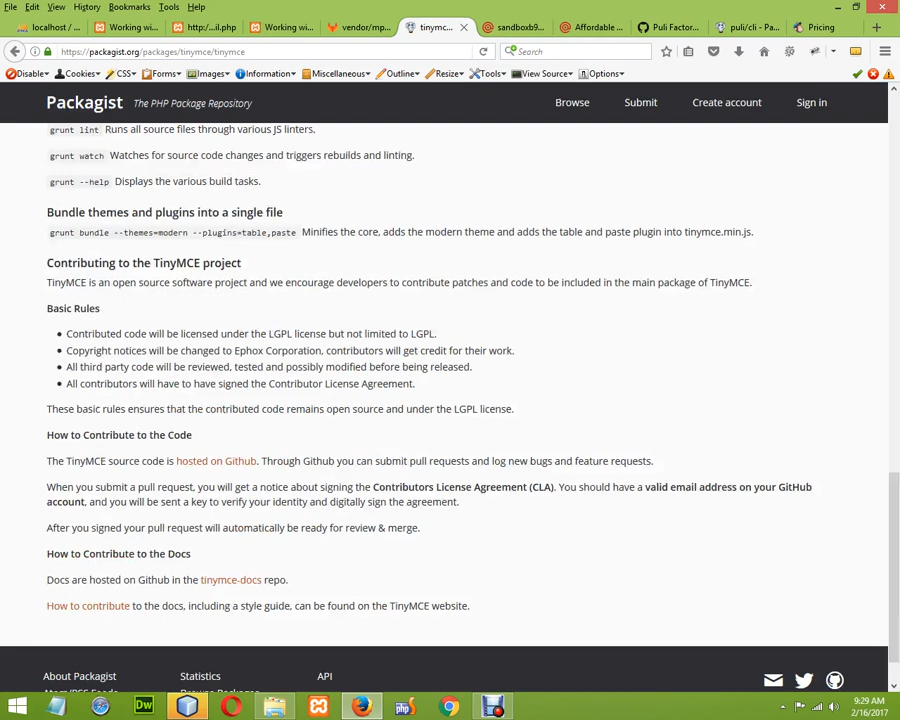 File Edit View History Bookmarks Tools Help
localhost / ...
Working wi...
http:/...il.php
Working wi...
vendor/mp...
tinymc...
sandboxb9...
Affordable ...
Puli Factor...
puli/cli - Pa...
Pricing
https://packagist.org/packages/tinymce/tinymce
Search
Disable Cookies CSS Forms Images Information Miscellaneous Outline Resize Tools View Source Options
Packagist The PHP Package Repository
Browse Submit Create account Sign in
grunt lint Runs all source files through various JS linters.
grunt watch Watches for source code changes and triggers rebuilds and linting.
grunt --help Displays the various build tasks.
Bundle themes and plugins into a single file
grunt bundle --themes=modern --plugins=table,paste Minifies the core, adds the modern theme and adds the table and paste plugin into tinymce.min.js.
Contributing to the TinyMCE project
TinyMCE is an open source software project and we encourage developers to contribute patches and code to be included in the main package of TinyMCE.
Basic Rules
• Contributed code will be licensed under the LGPL license but not limited to LGPL.
• Copyright notices will be changed to Ephox Corporation, contributors will get credit for their work.
• All third party code will be reviewed, tested and possibly modified before being released.
• All contributors will have to have signed the Contributor License Agreement.
These basic rules ensures that the contributed code remains open source and under the LGPL license.
How to Contribute to the Code
The TinyMCE source code is hosted on Github. Through Github you can submit pull requests and log new bugs and feature requests.
When you submit a pull request, you will get a notice about signing the Contributors License Agreement (CLA). You should have a valid email address on your GitHub
account, and you will be sent a key to verify your identity and digitally sign the agreement.
After you signed your pull request will automatically be ready for review & merge.
How to Contribute to the Docs
Docs are hosted on Github in the tinymce-docs repo.
How to contribute to the docs, including a style guide, can be found on the TinyMCE website.
About Packagist Statistics API
Atom/RSS Feeds Browse Packages
Dw
php
9:29 AM
2/16/2017